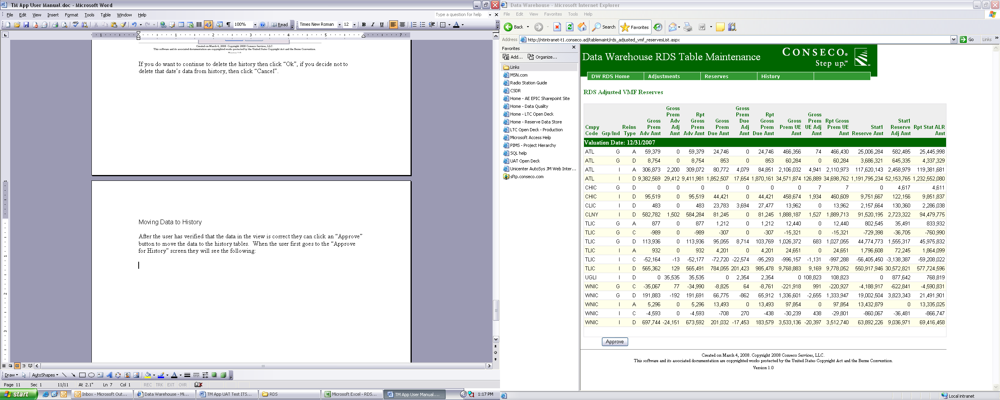 TM App User Manual.doc - Microsoft Word
File Edit View Insert Format Tools Table Window Help
Type a question for help
100% Read Times New Roman 12 B I U
Created on March 4, 2008. Copyright 2008 Conseco Services, LLC.
This software and its associated documentation are copyrighted works protected by the United States Copyright Act and the Berne Convention.
If you do want to continue to delete the history then click “Ok”, if you decide not to
delete that date’s data from history, then click “Cancel”.
Moving Data to History
After the user has verified that the data in the view is correct they can click an “Approve”
button to move the data to the history tables. When the user first goes to the “Approve
for History” screen they will see the following:
Draw AutoShapes
Page 11 Sec 1 11/11 At 2.1" Ln 7 Col 1 REC TRK EXT OVR
start Inbox - Microsoft Out... Data Warehouse - Mi... TM App UAT Test ITS... RDS Microsoft Excel - RDS... TM App User Manual.... 1:17 PM
Data Warehouse - Microsoft Internet Explorer
File Edit View Favorites Tools Help
Back Search Favorites
Address http://ntintranet-t1.conseco.ad/tablemaint/rds_adjusted_vmf_reservesList.aspx Go Links
Favorites
Add... Organize...
Links
MSN.com
Radio Station Guide
CSDR
Home - AE EPIC Sharepoint Site
Home - Data Quality
Home - LTC Open Deck
Home - Reserve Data Store
LTC Open Deck - Production
Microsoft Access Help
PIMS - Project Hierarchy
SQL help
UAT Open Deck
Unicenter AutoSys JM Web Inter...
sftp.conseco.com
Data Warehouse RDS Table Maintenance
CONSECO®
Step up.℠
DW RDS Home Adjustments Reserves History
RDS Adjusted VMF Reserves
Gross Gross
Prem Prem Rpt Gross
Rpt Adv Gross Due Gross Gross Prem Rpt Gross Stat1
Cmpy Reins Prem Adj Prem Prem Adj Prem Prem UE UE Adj Prem UE Stat1 Reserve Rpt Stat ALR
Code Grp/Ind Type Adv Amt Amt Adv Amt Due Amt Amt Due Amt Amt Amt Amt Reserve Amt Adj Amt Amt
Valuation Date: 12/31/2007
ATL G A 59,379 0 59,379 24,746 0 24,746 466,356 74 466,430 25,006,284 582,485 25,445,998
ATL G D 8,754 0 8,754 853 0 853 60,284 0 60,284 3,686,321 645,335 4,337,329
ATL I A 306,873 2,200 309,072 80,772 4,079 84,851 2,106,032 4,941 2,110,973 117,620,143 2,458,979 119,381,681
ATL I D 9,382,569 29,412 9,411,981 1,852,507 17,654 1,870,161 34,571,874 126,889 34,698,762 1,191,795,234 52,153,765 1,232,552,080
CHIC G D 0 0 0 0 0 0 0 7 7 0 4,617 4,611
CHIC I D 95,519 0 95,519 44,421 0 44,421 458,674 1,934 460,609 9,751,667 122,156 9,851,837
CLIC I D 483 0 483 23,783 3,694 27,477 13,962 0 13,962 2,157,664 130,360 2,286,038
CLNY I D 582,782 1,502 584,284 81,245 0 81,245 1,888,187 1,527 1,889,713 91,520,195 2,723,322 94,479,775
TLIC G A 877 0 877 1,212 0 1,212 12,440 0 12,440 802,545 35,491 833,932
TLIC G C -989 0 -989 -307 0 -307 -15,321 0 -15,321 -729,398 -36,705 -760,990
TLIC G D 113,936 0 113,936 95,055 8,714 103,769 1,026,372 683 1,027,055 44,774,773 1,555,317 45,975,832
TLIC I A 932 0 932 4,201 0 4,201 24,651 0 24,651 1,796,608 72,245 1,864,099
TLIC I C -52,164 -13 -52,177 -72,720 -22,574 -95,293 -996,157 -1,131 -997,288 -56,405,450 -3,138,387 -59,208,022
TLIC I D 565,362 129 565,491 784,055 201,423 985,478 9,768,883 9,169 9,778,052 550,917,946 30,572,821 577,724,596
UGLI I D 0 35,535 35,535 0 2,354 2,354 0 108,823 108,823 0 877,642 768,819
WNIC G C -35,067 77 -34,990 -8,825 64 -8,761 -221,918 991 -220,927 -4,188,917 -622,841 -4,590,831
WNIC G D 191,883 -192 191,691 66,775 -862 65,912 1,336,601 -2,655 1,333,947 19,002,504 3,823,343 21,491,901
WNIC I A 5,296 0 5,296 13,493 0 13,493 97,854 0 97,854 13,432,879 0 13,335,025
WNIC I C -4,593 0 -4,593 -708 270 -438 -30,239 438 -29,801 -860,067 -36,481 -866,747
WNIC I D 697,744 -24,151 673,592 201,032 -17,453 183,579 3,533,136 -20,397 3,512,740 63,892,226 9,036,971 69,416,458
Approve
Created on March 4, 2008. Copyright 2008 Conseco Services, LLC.
This software and its associated documentation are copyrighted works protected by the United States Copyright Act and the Berne Convention.
Version 1.0
Local intranet